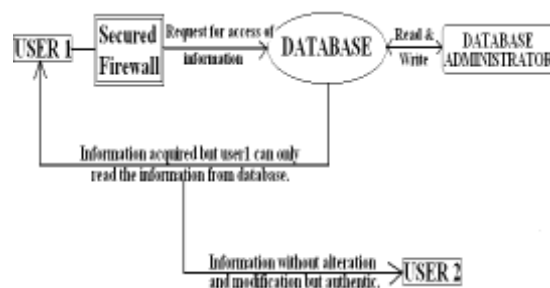 USER 1
Secured
Firewall
Request for access of
information
DATABASE
Read &
Write
DATABASE
ADMINISTRATOR
Information acquired but user1 can only
read the information from database.
Information without alteration
and modification but authentic.
USER 2